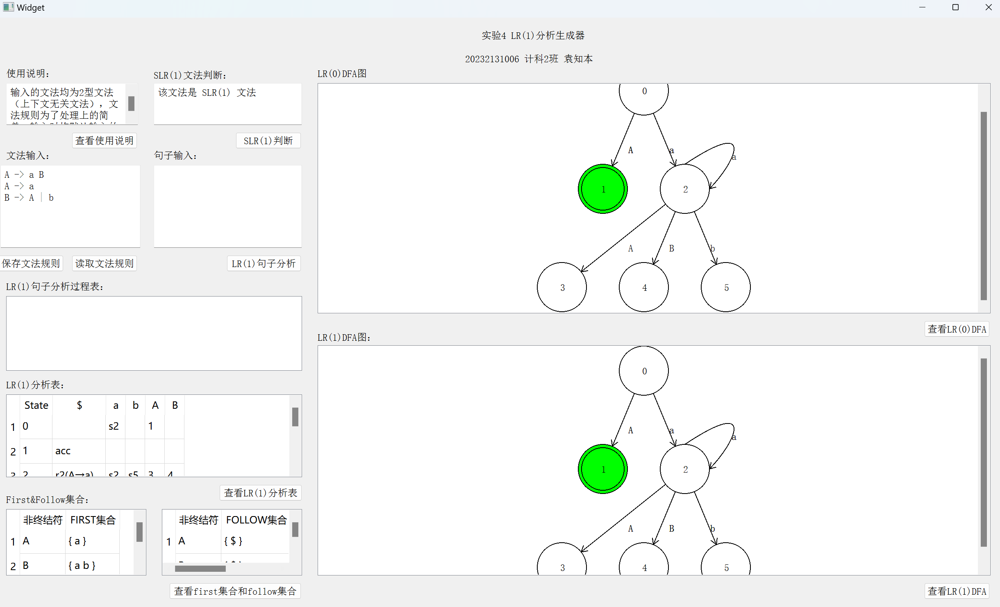 Widget
实验4 LR(1)分析生成器
20232131006 计科2班 袁知本
使用说明：
输入的文法均为2型文法
（上下文无关文法），文
法规则为了处理上的简
查看使用说明
SLR(1)文法判断：
该文法是 SLR(1) 文法
SLR(1)判断
文法输入：
A -> a B
A -> a
B -> A | b
保存文法规则
读取文法规则
句子输入：
LR(1)句子分析
LR(1)句子分析过程表：
LR(1)分析表：
State $ a b A B
1 0 s2 1
2 1 acc
3 2 r2(A→a) s2 s5 3 4
查看LR(1)分析表
First&Follow集合：
非终结符 FIRST集合
1 A { a }
2 B { a b }
非终结符 FOLLOW集合
1 A { $ }
查看first集合和follow集合
LR(0)DFA图
0
A a a
1 2
A B b
3 4 5
查看LR(0)DFA
LR(1)DFA图：
0
A a a
1 2
A B b
3 4 5
查看LR(1)DFA